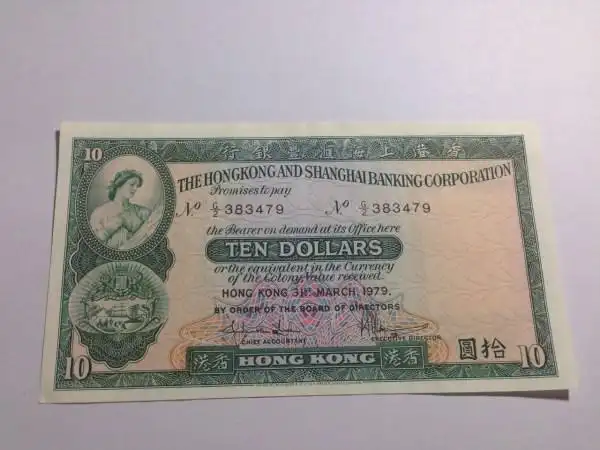 10
行銀豐滙海上港香
THE HONGKONG AND SHANGHAI BANKING CORPORATION
Promises to pay
Nº G/2 383479 Nº G/2 383479
the Bearer on demand at its Office here
TEN DOLLARS
or the equivalent in the Currency
of the Colony Value received.
HONG KONG 31ST MARCH, 1979.
BY ORDER OF THE BOARD OF DIRECTORS
CHIEF ACCOUNTANT EXECUTIVE DIRECTOR
圓拾
10 港香 HONG KONG 港香 10